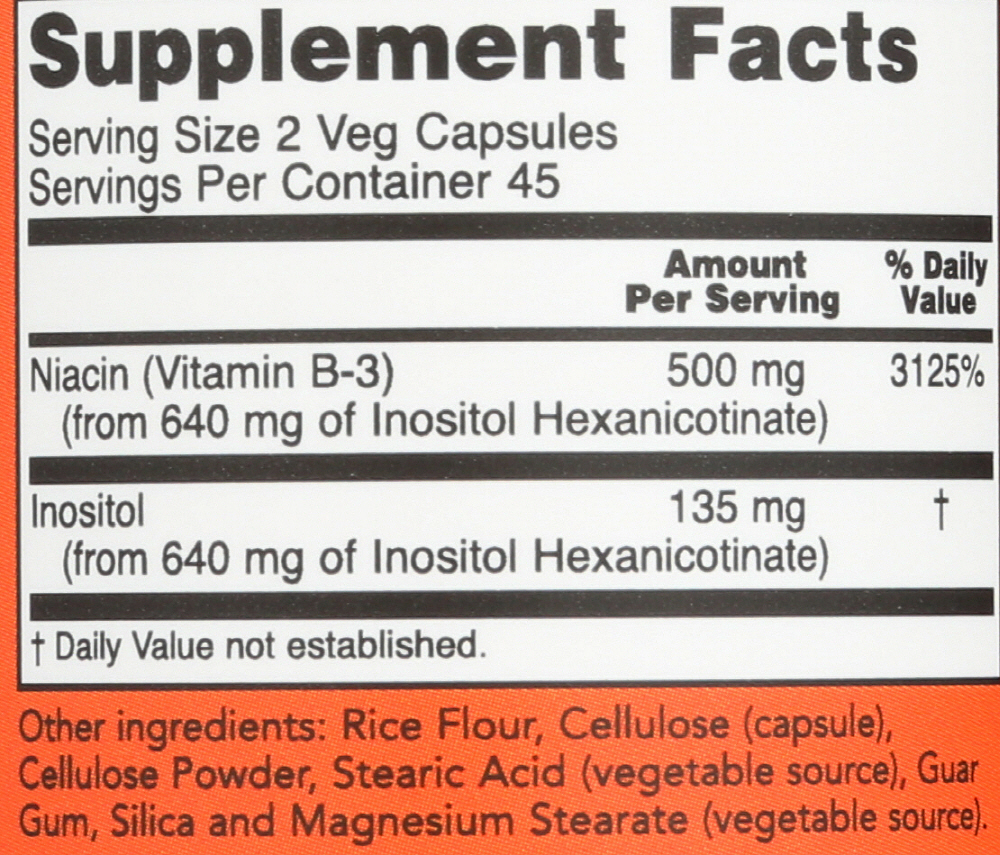 Supplement Facts
Serving Size 2 Veg Capsules
Servings Per Container 45
Amount Per Serving % Daily Value
Niacin (Vitamin B-3) 500 mg 3125%
(from 640 mg of Inositol Hexanicotinate)
Inositol 135 mg †
(from 640 mg of Inositol Hexanicotinate)
† Daily Value not established.
Other ingredients: Rice Flour, Cellulose (capsule),
Cellulose Powder, Stearic Acid (vegetable source), Guar
Gum, Silica and Magnesium Stearate (vegetable source).